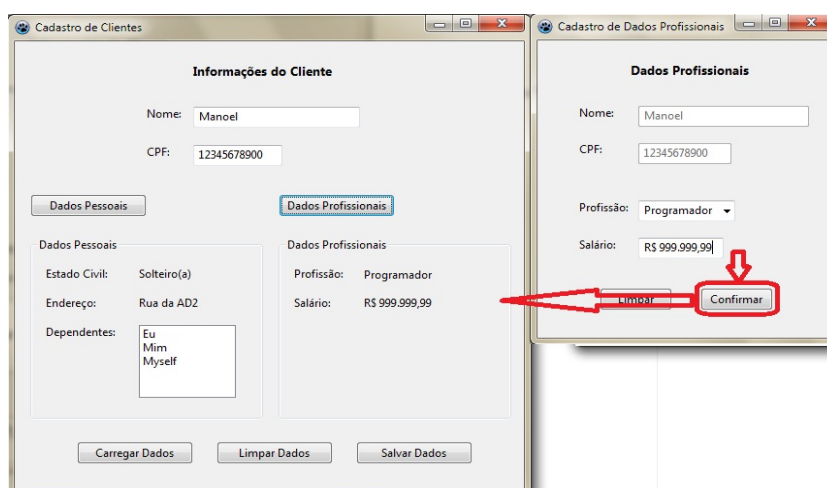 Cadastro de Clientes
Informações do Cliente
Nome: Manoel
CPF: 12345678900
Dados Pessoais Dados Profissionais
Dados Pessoais
Estado Civil: Solteiro(a)
Endereço: Rua da AD2
Dependentes: Eu
Mim
Myself
Dados Profissionais
Profissão: Programador
Salário: R$ 999.999,99
Carregar Dados Limpar Dados Salvar Dados
Cadastro de Dados Profissionais
Dados Profissionais
Nome: Manoel
CPF: 12345678900
Profissão: Programador
Salário: R$ 999.999,99
Limpar Confirmar